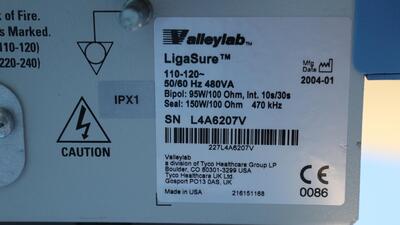 k of Fire.
s Marked.
110-120)
220-240)
IPX1
Valleylab™
LigaSure™
110-120~
50/60 Hz 480VA
Bipol: 95W/100 Ohm, Int. 10s/30s
Seal: 150W/100 Ohm 470 kHz
Mfg Date
2004-01
SN L4A6207V
227L4A6207V
Valleylab
a division of Tyco Healthcare Group LP
Boulder, CO 80301-3299 USA
Tyco Healthcare UK Ltd.
Gosport PO13 0AS, UK
Made in USA 216151168
CE
0086